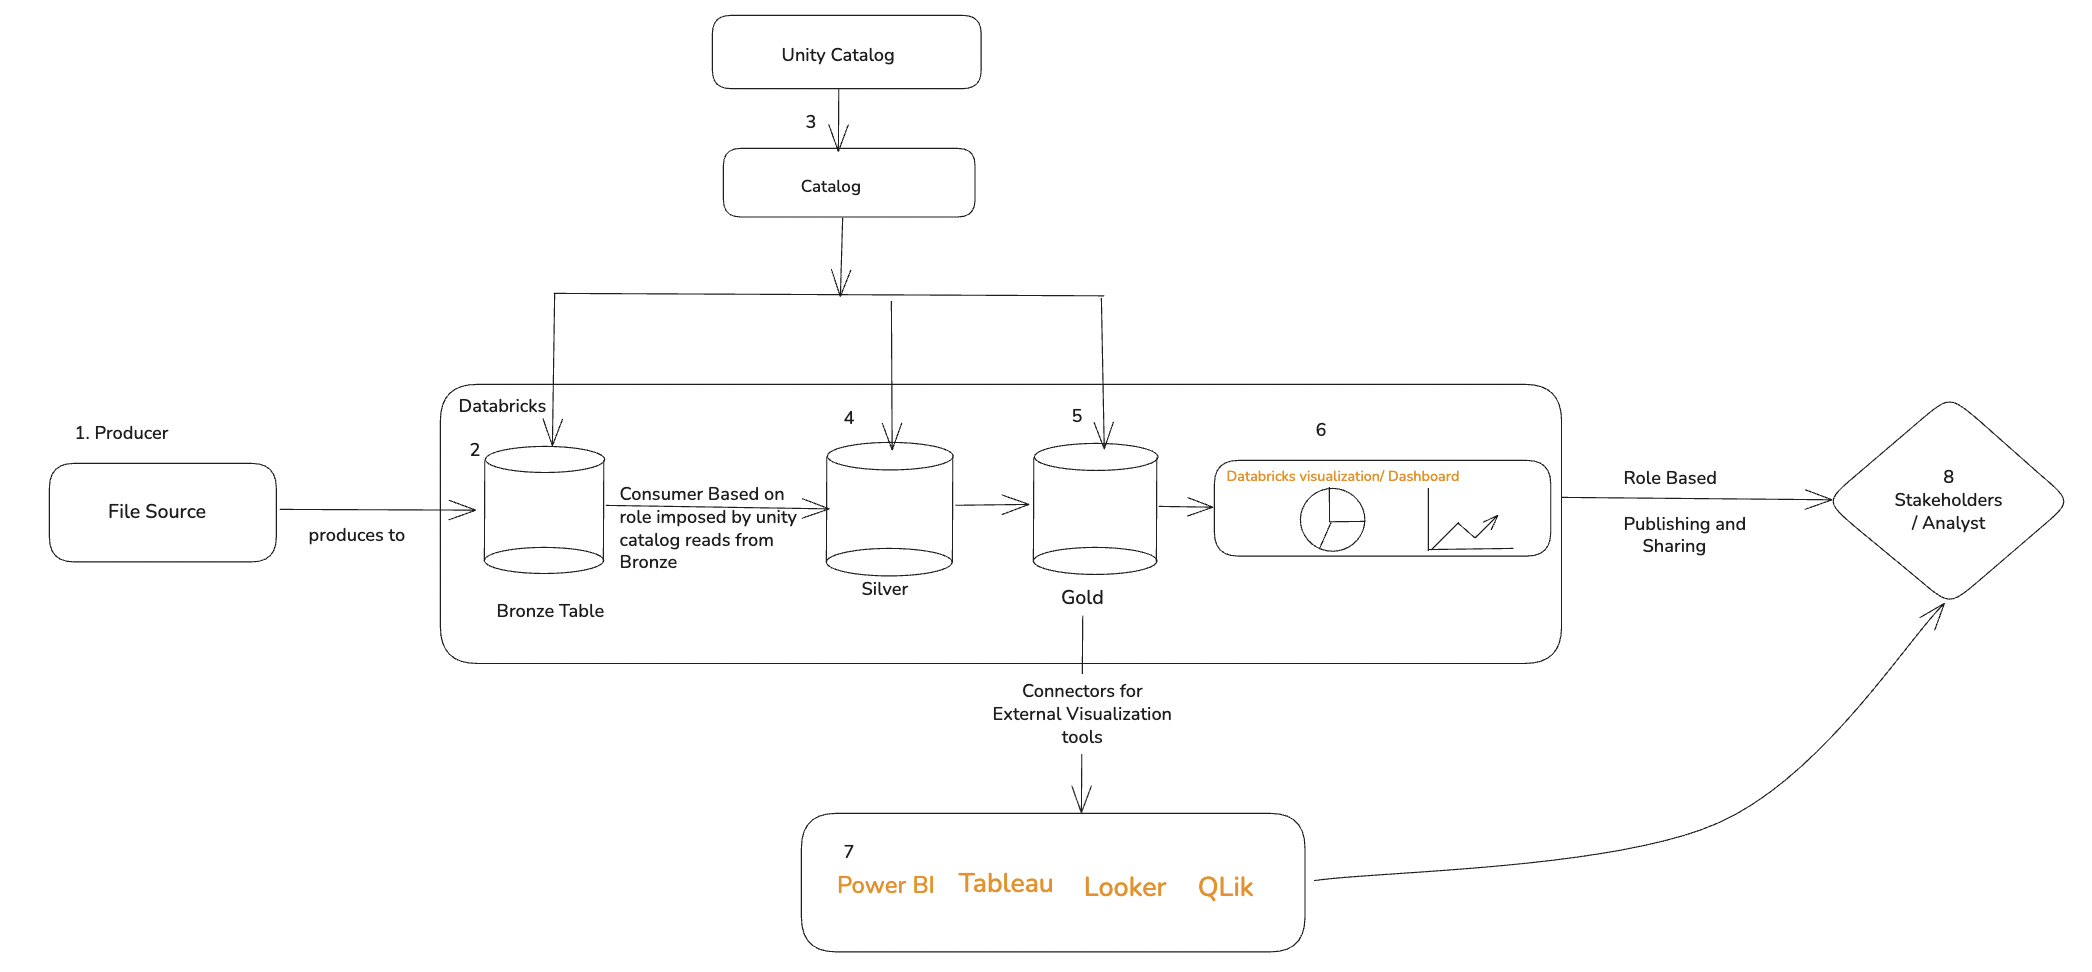 Unity Catalog
3
Catalog
Databricks
1. Producer
File Source
produces to
2
Bronze Table
Consumer Based on
role imposed by unity
catalog reads from
Bronze
4
Silver
5
Gold
6
Databricks visualization/ Dashboard
Role Based
Publishing and
Sharing
8
Stakeholders
/ Analyst
Connectors for
External Visualization
tools
7
Power BI Tableau Looker QLik